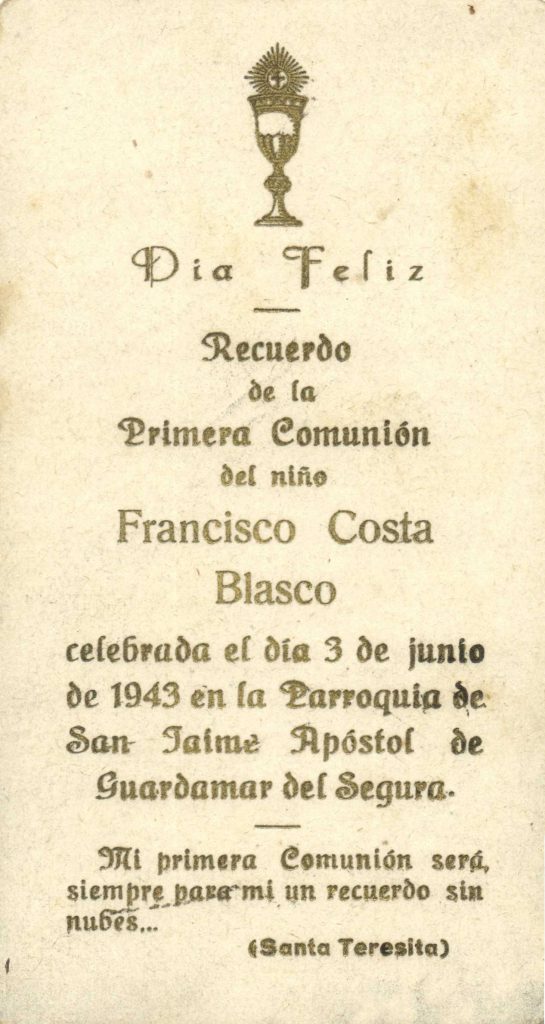 Dia Feliz
Recuerdo
de la
Primera Comunión
del niño
Francisco Costa
Blasco
celebrada el día 3 de junio
de 1943 en la Parroquia de
San Jaime Apóstol de
Guardamar del Segura.
Mi primera Comunión será,
siempre para mi un recuerdo sin
nubes...
(Santa Teresita)